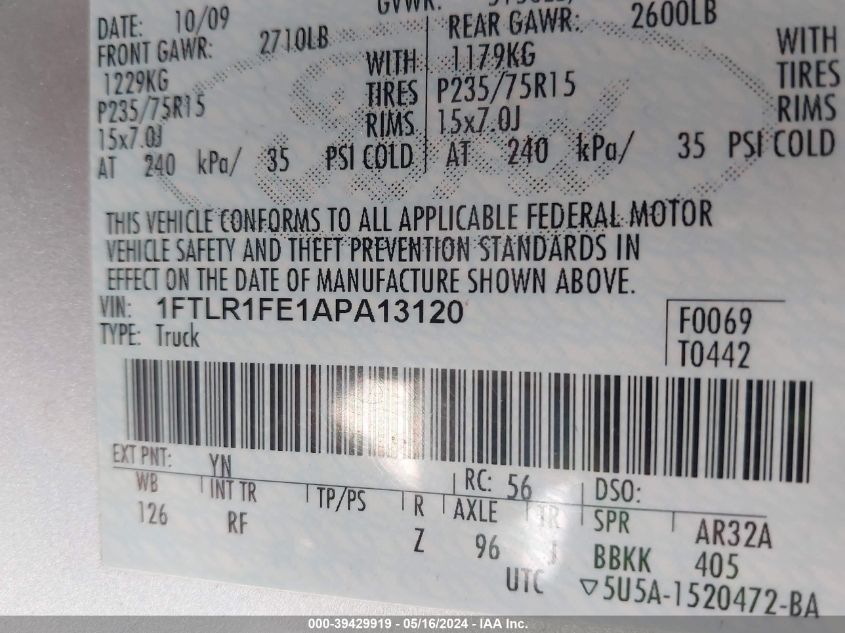 DATE: 10/09 GVWR:
FRONT GAWR: 2710LB REAR GAWR: 2600LB
1229KG WITH 1179KG WITH
P235/75R15 TIRES P235/75R15 TIRES
15x7.0J RIMS 15x7.0J RIMS
AT 240 kPa/ 35 PSI COLD AT 240 kPa/ 35 PSI COLD
THIS VEHICLE CONFORMS TO ALL APPLICABLE FEDERAL MOTOR
VEHICLE SAFETY AND THEFT PREVENTION STANDARDS IN
EFFECT ON THE DATE OF MANUFACTURE SHOWN ABOVE.
VIN: 1FTLR1FE1APA13120 F0069
TYPE: Truck T0442
EXT PNT: YN RC: 56 DSO:
WB INT TR TP/PS R AXLE TR SPR AR32A
126 RF Z 96 J BBKK 405
UTC ▽5U5A-1520472-BA
000-39429919 - 05/16/2024 - IAA Inc.